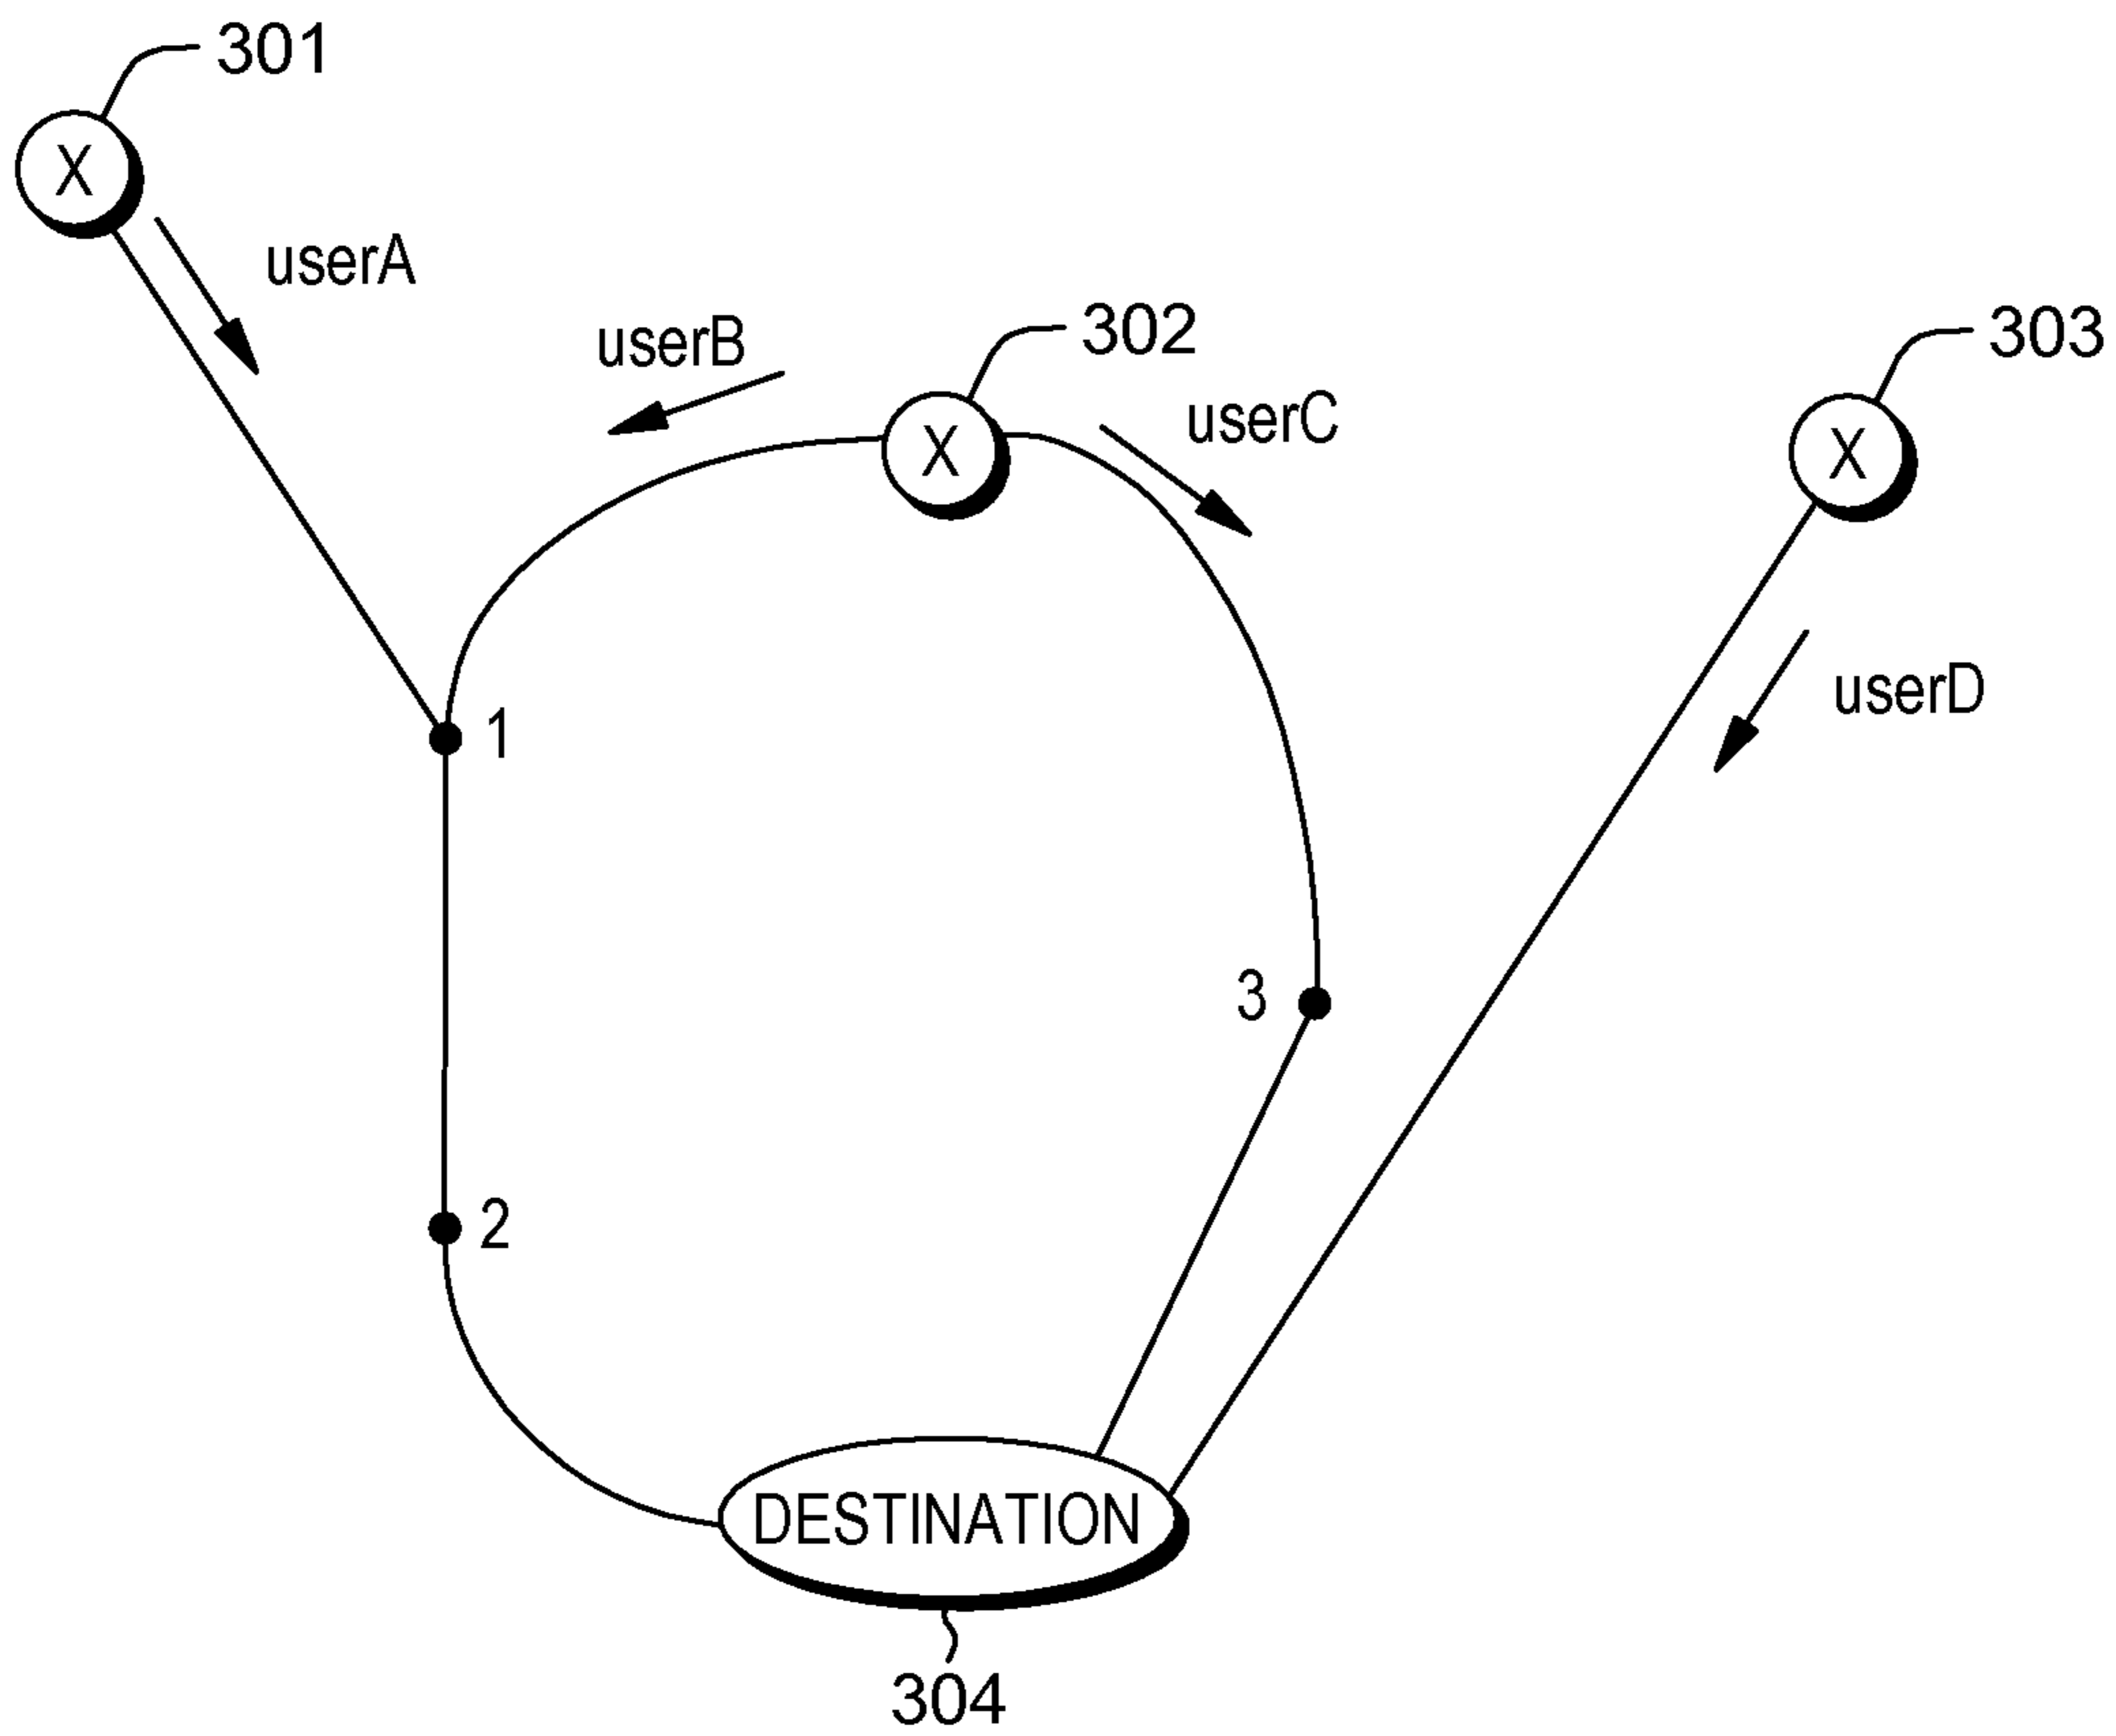 301
X
userA
userB
302
303
userC
X
X
userD
1
3
2
DESTINATION
304